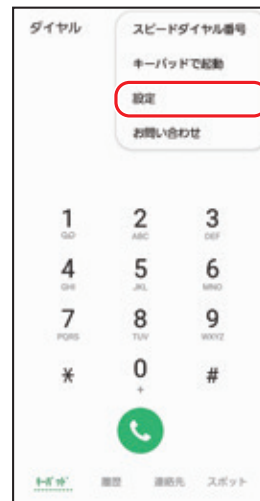 ダイヤル
スピードダイヤル番号
キーパッドで起動
設定
お問い合わせ
1 2 3
ABC DEF
4 5 6
GHI JKL MNO
7 8 9
PQRS TUV WXYZ
* 0 #
+
ｷｰﾊﾟｯﾄﾞ 履歴 連絡先 スポット